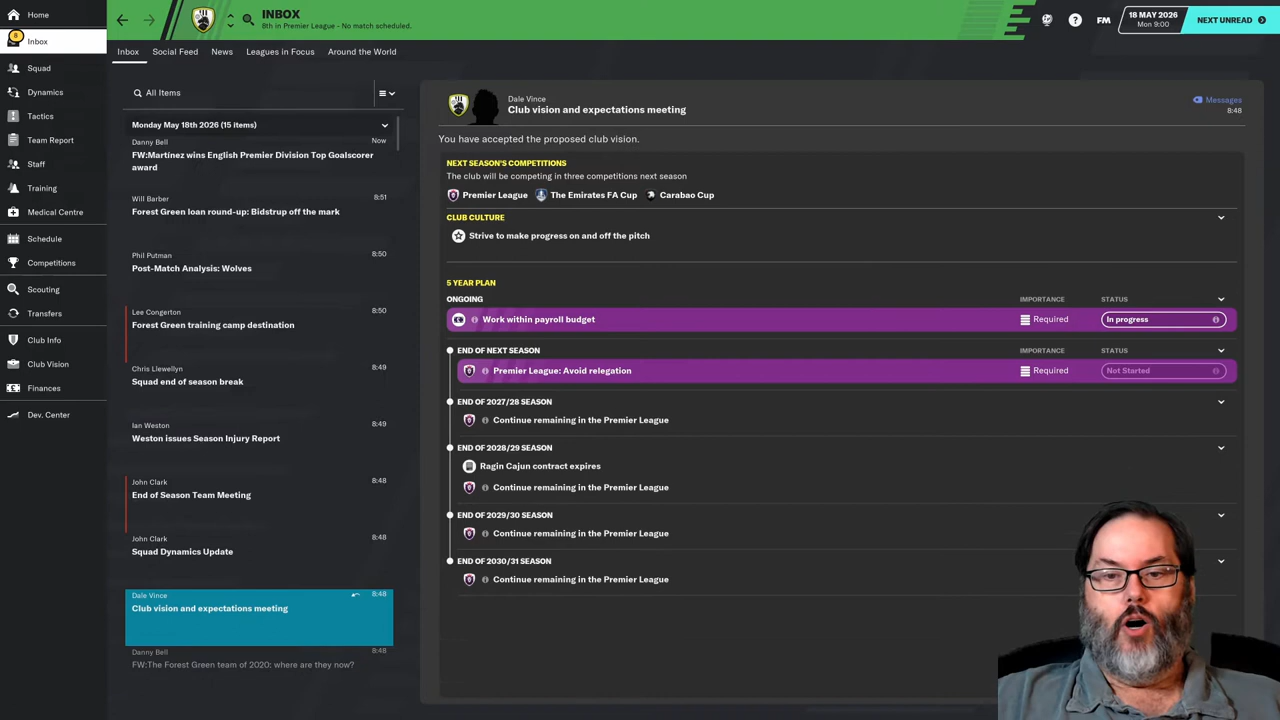 Home
INBOX
8th in Premier League - No match scheduled.
FM
18 MAY 2026
Mon 9:00
NEXT UNREAD
8
Inbox
Squad
Dynamics
Tactics
Team Report
Staff
Training
Medical Centre
Schedule
Competitions
Scouting
Transfers
Club Info
Club Vision
Finances
Dev. Center
Inbox
Social Feed
News
Leagues in Focus
Around the World
All Items
Monday May 18th 2026 (15 items)
Danny Bell
Now
FW:Martínez wins English Premier Division Top Goalscorer
award
Will Barber
8:51
Forest Green loan round-up: Bidstrup off the mark
Phil Putman
8:50
Post-Match Analysis: Wolves
Lee Congerton
8:50
Forest Green training camp destination
Chris Llewellyn
8:49
Squad end of season break
Ian Weston
8:49
Weston issues Season Injury Report
John Clark
8:48
End of Season Team Meeting
John Clark
8:48
Squad Dynamics Update
Dale Vince
8:48
Club vision and expectations meeting
Danny Bell
8:48
FW:The Forest Green team of 2020: where are they now?
Dale Vince
Club vision and expectations meeting
Messages
8:48
You have accepted the proposed club vision.
NEXT SEASON'S COMPETITIONS
The club will be competing in three competitions next season
Premier League
The Emirates FA Cup
Carabao Cup
CLUB CULTURE
Strive to make progress on and off the pitch
5 YEAR PLAN
ONGOING
IMPORTANCE
STATUS
Work within payroll budget
Required
In progress
END OF NEXT SEASON
IMPORTANCE
STATUS
Premier League: Avoid relegation
Required
Not Started
END OF 2027/28 SEASON
Continue remaining in the Premier League
END OF 2028/29 SEASON
Ragin Cajun contract expires
Continue remaining in the Premier League
END OF 2029/30 SEASON
Continue remaining in the Premier League
END OF 2030/31 SEASON
Continue remaining in the Premier League